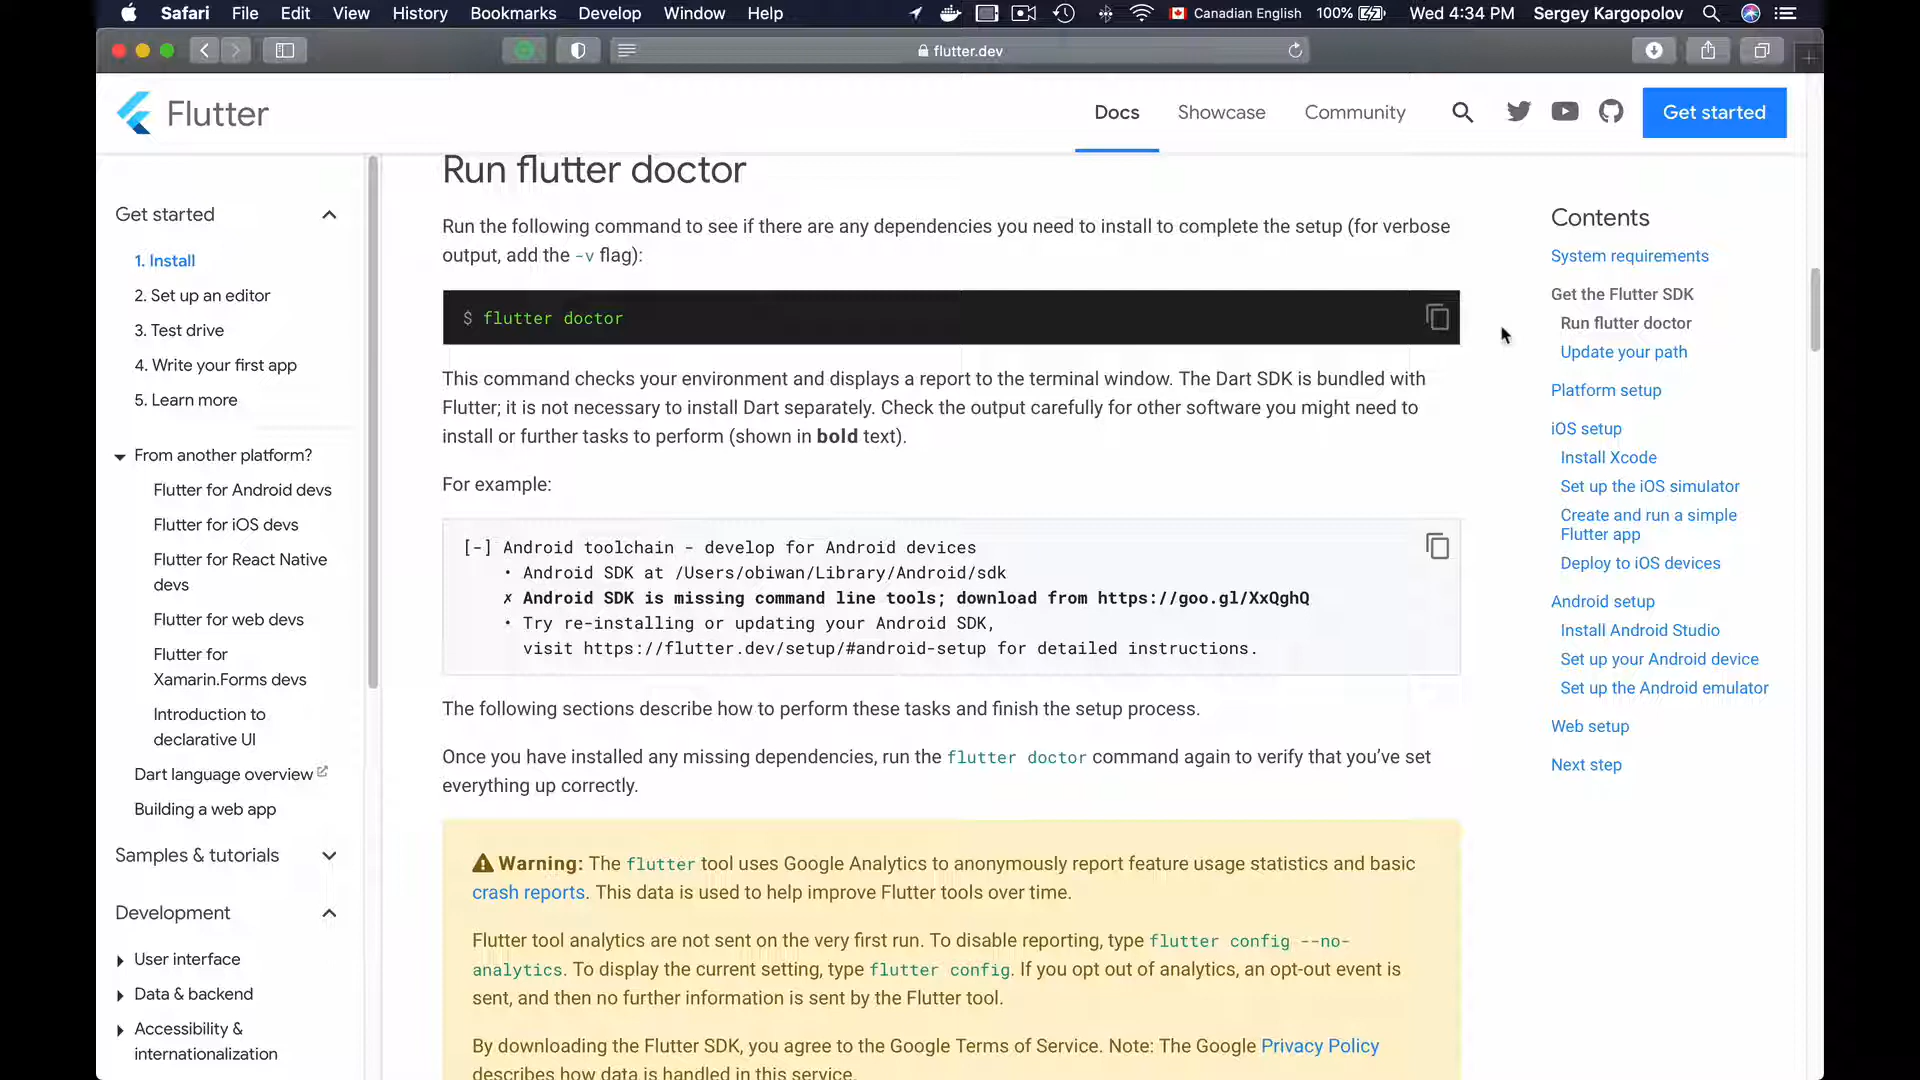 Safari File Edit View History Bookmarks Develop Window Help Canadian English 100% Wed 4:34 PM Sergey Kargopolov
flutter.dev
Flutter
Docs Showcase Community Get started
Get started
1. Install
2. Set up an editor
3. Test drive
4. Write your first app
5. Learn more
From another platform?
Flutter for Android devs
Flutter for iOS devs
Flutter for React Native
devs
Flutter for web devs
Flutter for
Xamarin.Forms devs
Introduction to
declarative UI
Dart language overview
Building a web app
Samples & tutorials
Development
User interface
Data & backend
Accessibility &
internationalization
Run flutter doctor
Run the following command to see if there are any dependencies you need to install to complete the setup (for verbose
output, add the -v flag):
$ flutter doctor
This command checks your environment and displays a report to the terminal window. The Dart SDK is bundled with
Flutter; it is not necessary to install Dart separately. Check the output carefully for other software you might need to
install or further tasks to perform (shown in bold text).
For example:
[-] Android toolchain - develop for Android devices
• Android SDK at /Users/obiwan/Library/Android/sdk
✗ Android SDK is missing command line tools; download from https://goo.gl/XxQghQ
• Try re-installing or updating your Android SDK,
visit https://flutter.dev/setup/#android-setup for detailed instructions.
The following sections describe how to perform these tasks and finish the setup process.
Once you have installed any missing dependencies, run the flutter doctor command again to verify that you’ve set
everything up correctly.
Warning: The flutter tool uses Google Analytics to anonymously report feature usage statistics and basic
crash reports. This data is used to help improve Flutter tools over time.
Flutter tool analytics are not sent on the very first run. To disable reporting, type flutter config --no-
analytics. To display the current setting, type flutter config. If you opt out of analytics, an opt-out event is
sent, and then no further information is sent by the Flutter tool.
By downloading the Flutter SDK, you agree to the Google Terms of Service. Note: The Google Privacy Policy
describes how data is handled in this service.
Contents
System requirements
Get the Flutter SDK
Run flutter doctor
Update your path
Platform setup
iOS setup
Install Xcode
Set up the iOS simulator
Create and run a simple
Flutter app
Deploy to iOS devices
Android setup
Install Android Studio
Set up your Android device
Set up the Android emulator
Web setup
Next step